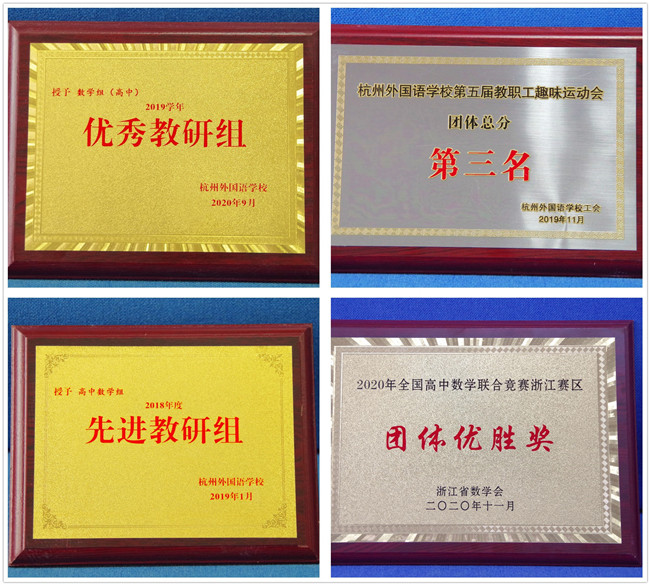 授予 数学组（高中）
2019学年
优秀教研组
杭州外国语学校
2020年9月
杭州外国语学校第五届教职工趣味运动会
团体总分
第三名
杭州外国语学校工会
2019年11月
授予 高中数学组
2018年度
先进教研组
杭州外国语学校
2019年1月
2020年全国高中数学联合竞赛浙江赛区
团体优胜奖
浙江省数学会
二〇二〇年十一月